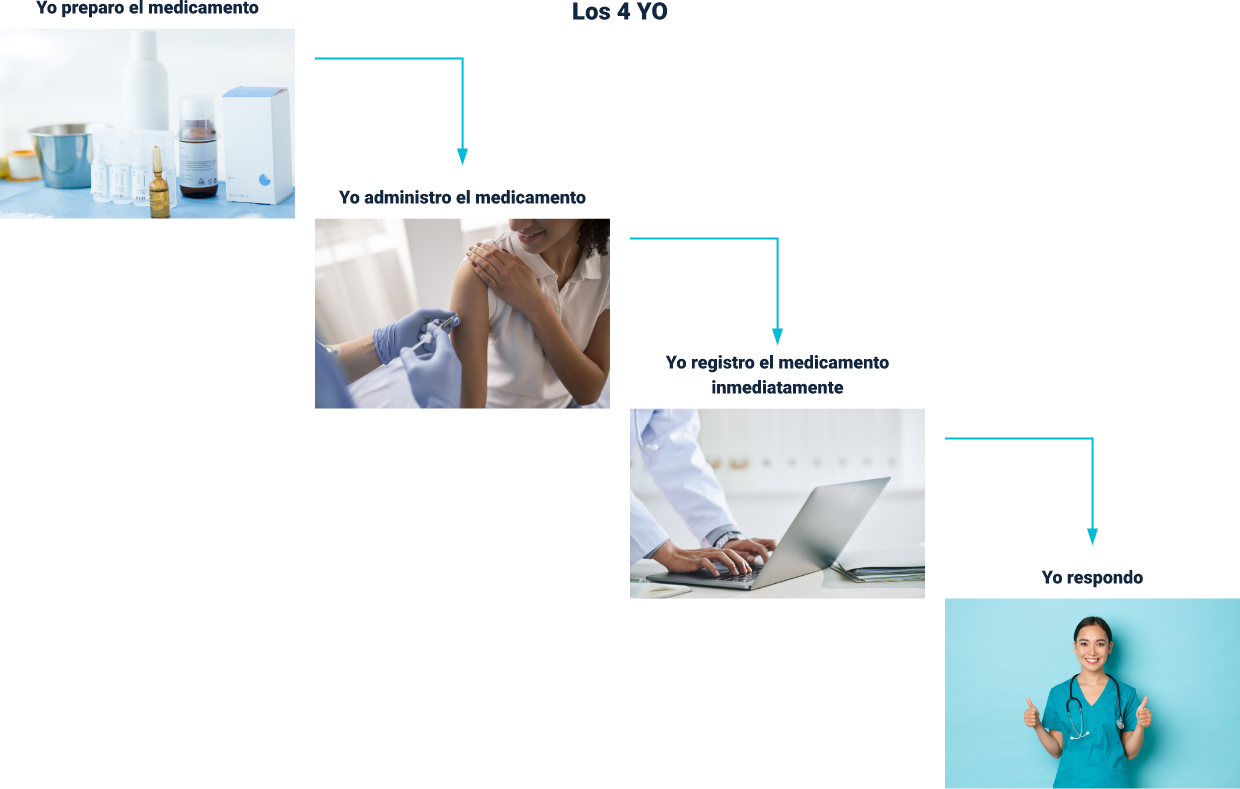 Los 4 YO
Yo preparo el medicamento
Yo administro el medicamento
Yo registro el medicamento
inmediatamente
Yo respondo